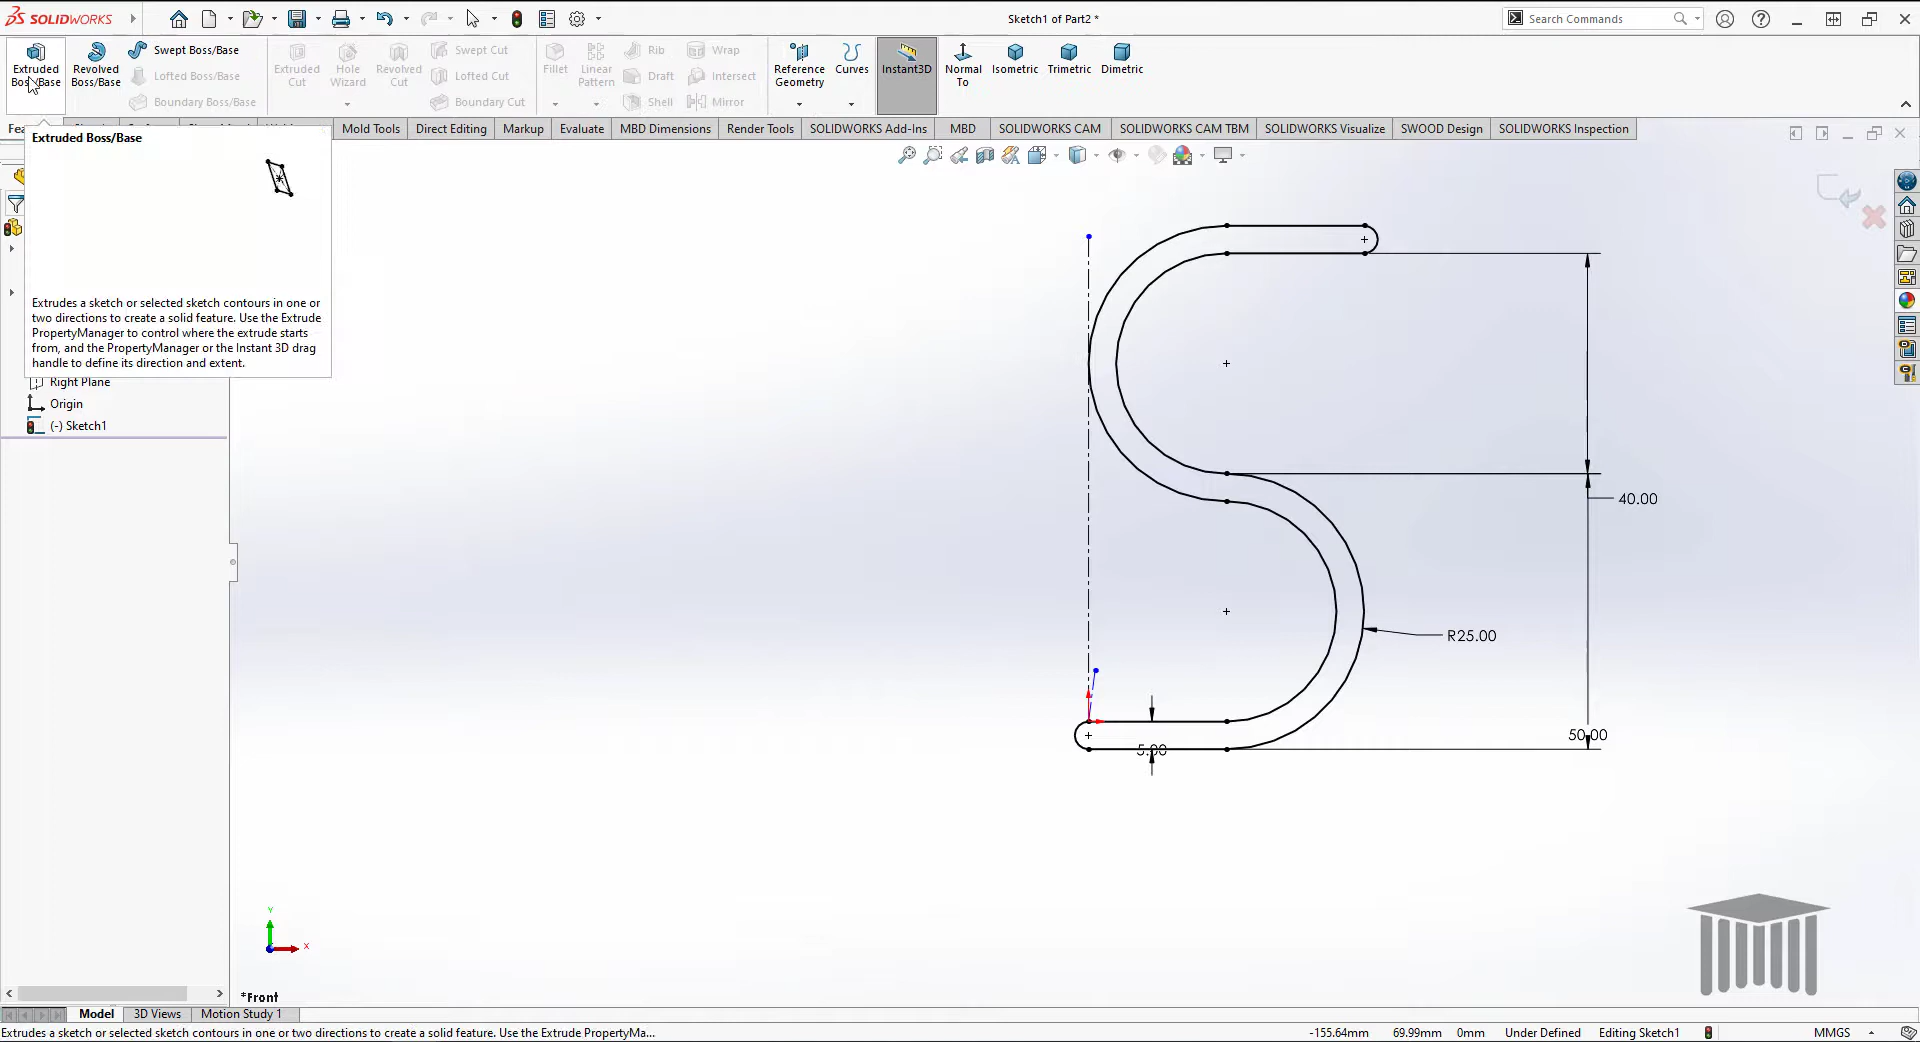 SOLIDWORKS
Sketch1 of Part2 *
Search Commands
Extruded Boss/Base
Revolved Boss/Base
Swept Boss/Base
Lofted Boss/Base
Boundary Boss/Base
Extruded Cut
Hole Wizard
Revolved Cut
Swept Cut
Lofted Cut
Boundary Cut
Fillet
Linear Pattern
Rib
Draft
Shell
Wrap
Intersect
Mirror
Reference Geometry
Curves
Instant3D
Normal To
Isometric
Trimetric
Dimetric
Mold Tools
Direct Editing
Markup
Evaluate
MBD Dimensions
Render Tools
SOLIDWORKS Add-Ins
MBD
SOLIDWORKS CAM
SOLIDWORKS CAM TBM
SOLIDWORKS Visualize
SWOOD Design
SOLIDWORKS Inspection
Extruded Boss/Base
Extrudes a sketch or selected sketch contours in one or
two directions to create a solid feature. Use the Extrude
PropertyManager to control where the extrude starts
from, and the PropertyManager or the Instant 3D drag
handle to define its direction and extent.
Right Plane
Origin
(-) Sketch1
40.00
R25.00
50.00
5.00
Y
X
*Front
Model
3D Views
Motion Study 1
Extrudes a sketch or selected sketch contours in one or two directions to create a solid feature. Use the Extrude PropertyMa...
-155.64mm
69.99mm
0mm
Under Defined
Editing Sketch1
MMGS